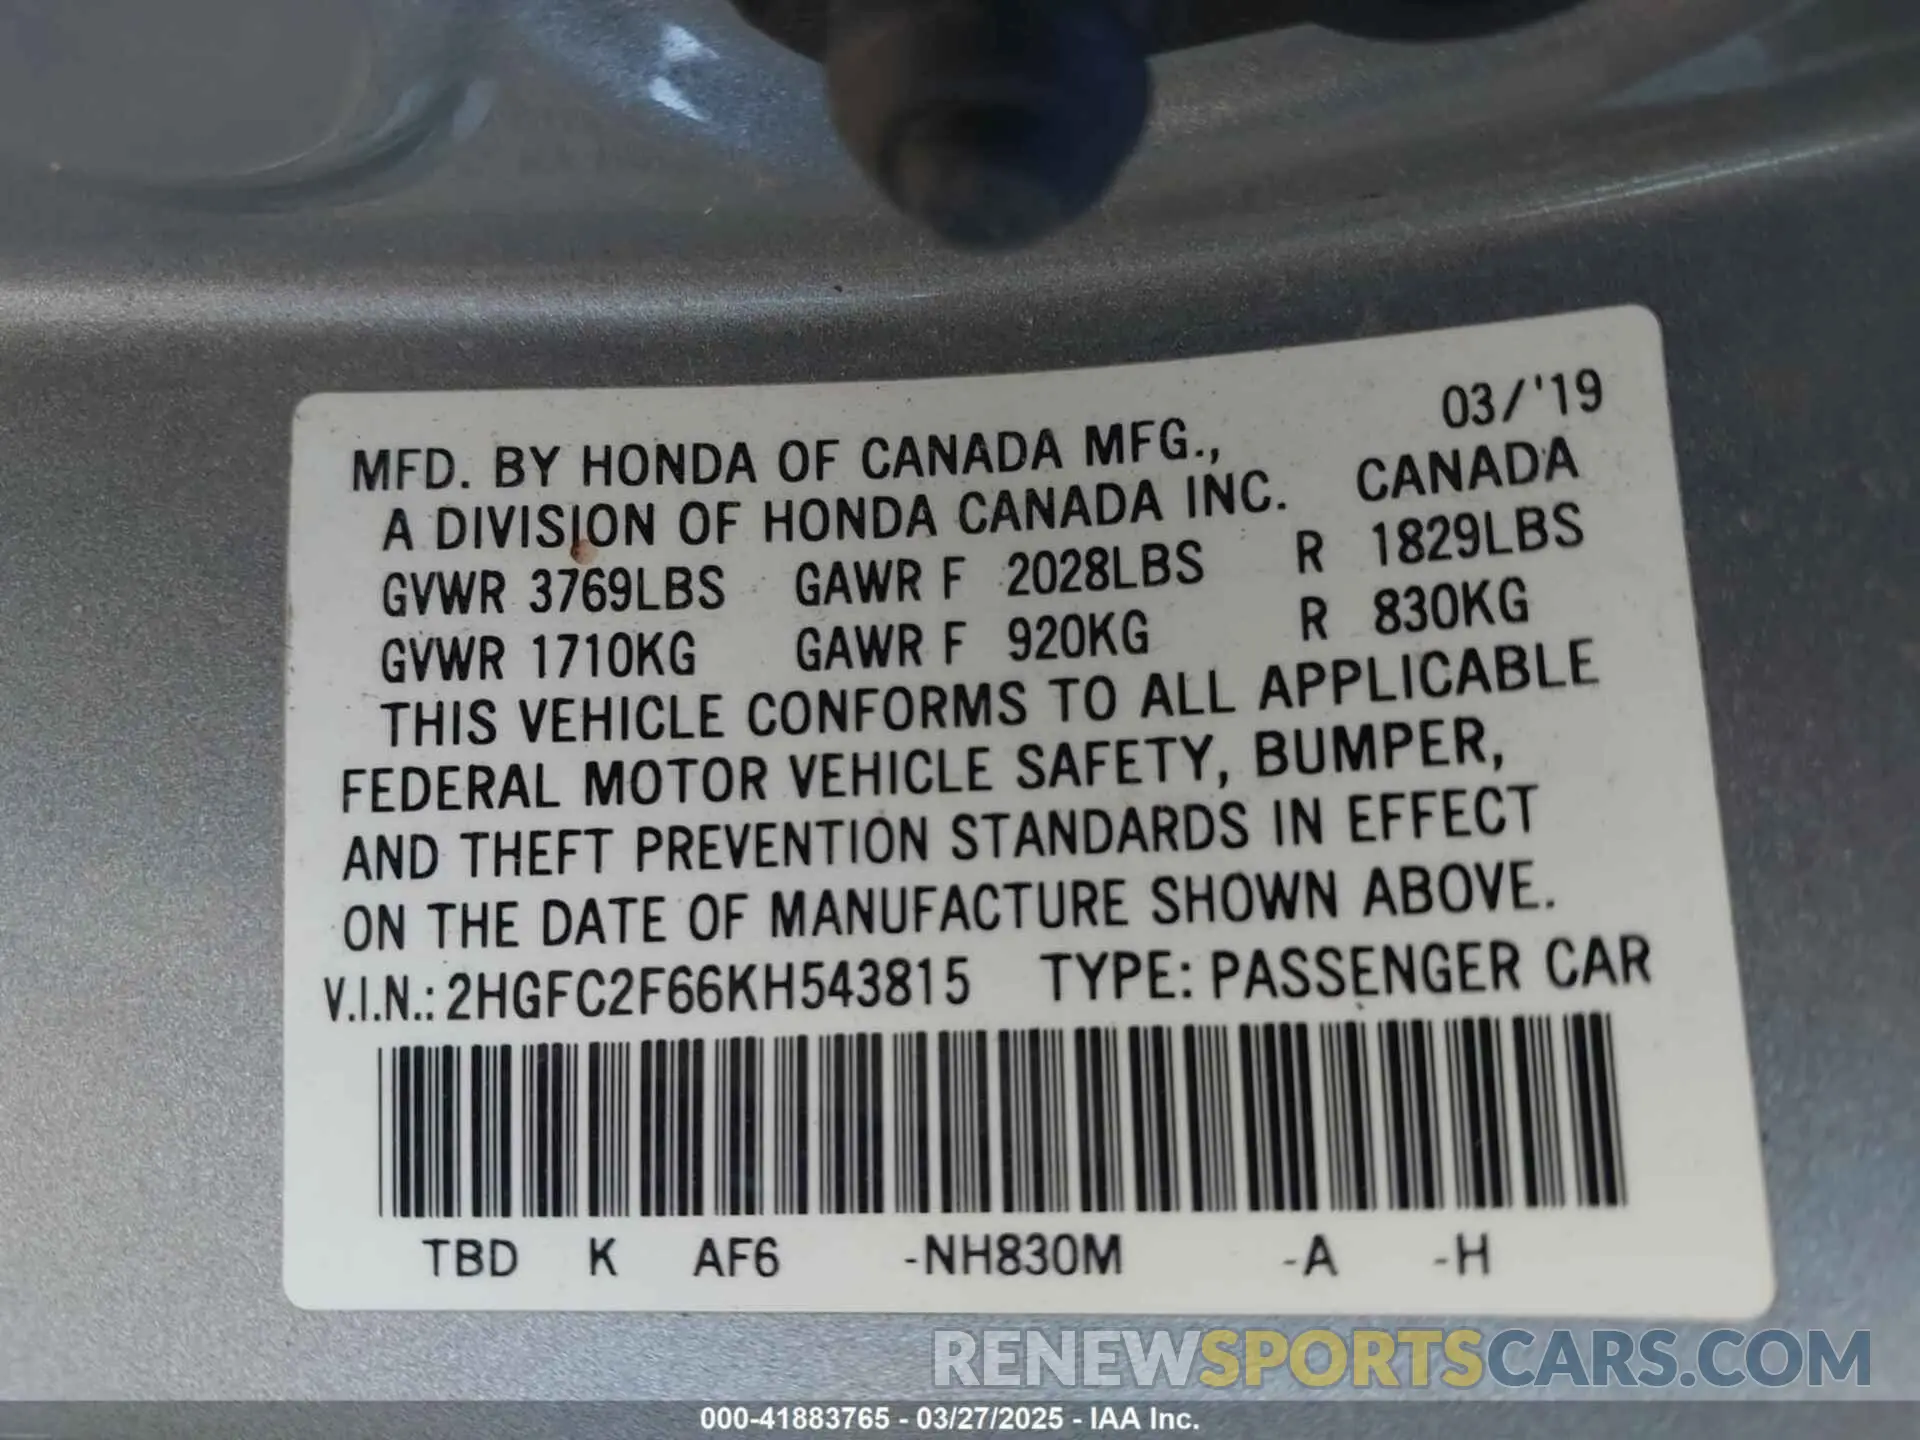 03/'19
MFD. BY HONDA OF CANADA MFG.,
A DIVISION OF HONDA CANADA INC. CANADA
GVWR 3769LBS GAWR F 2028LBS R 1829LBS
GVWR 1710KG GAWR F 920KG R 830KG
THIS VEHICLE CONFORMS TO ALL APPLICABLE
FEDERAL MOTOR VEHICLE SAFETY, BUMPER,
AND THEFT PREVENTION STANDARDS IN EFFECT
ON THE DATE OF MANUFACTURE SHOWN ABOVE.
V.I.N.: 2HGFC2F66KH543815 TYPE: PASSENGER CAR
TBD K AF6 -NH830M -A -H
RENEWSPORTSCARS.COM
000-41883765 - 03/27/2025 - IAA Inc.